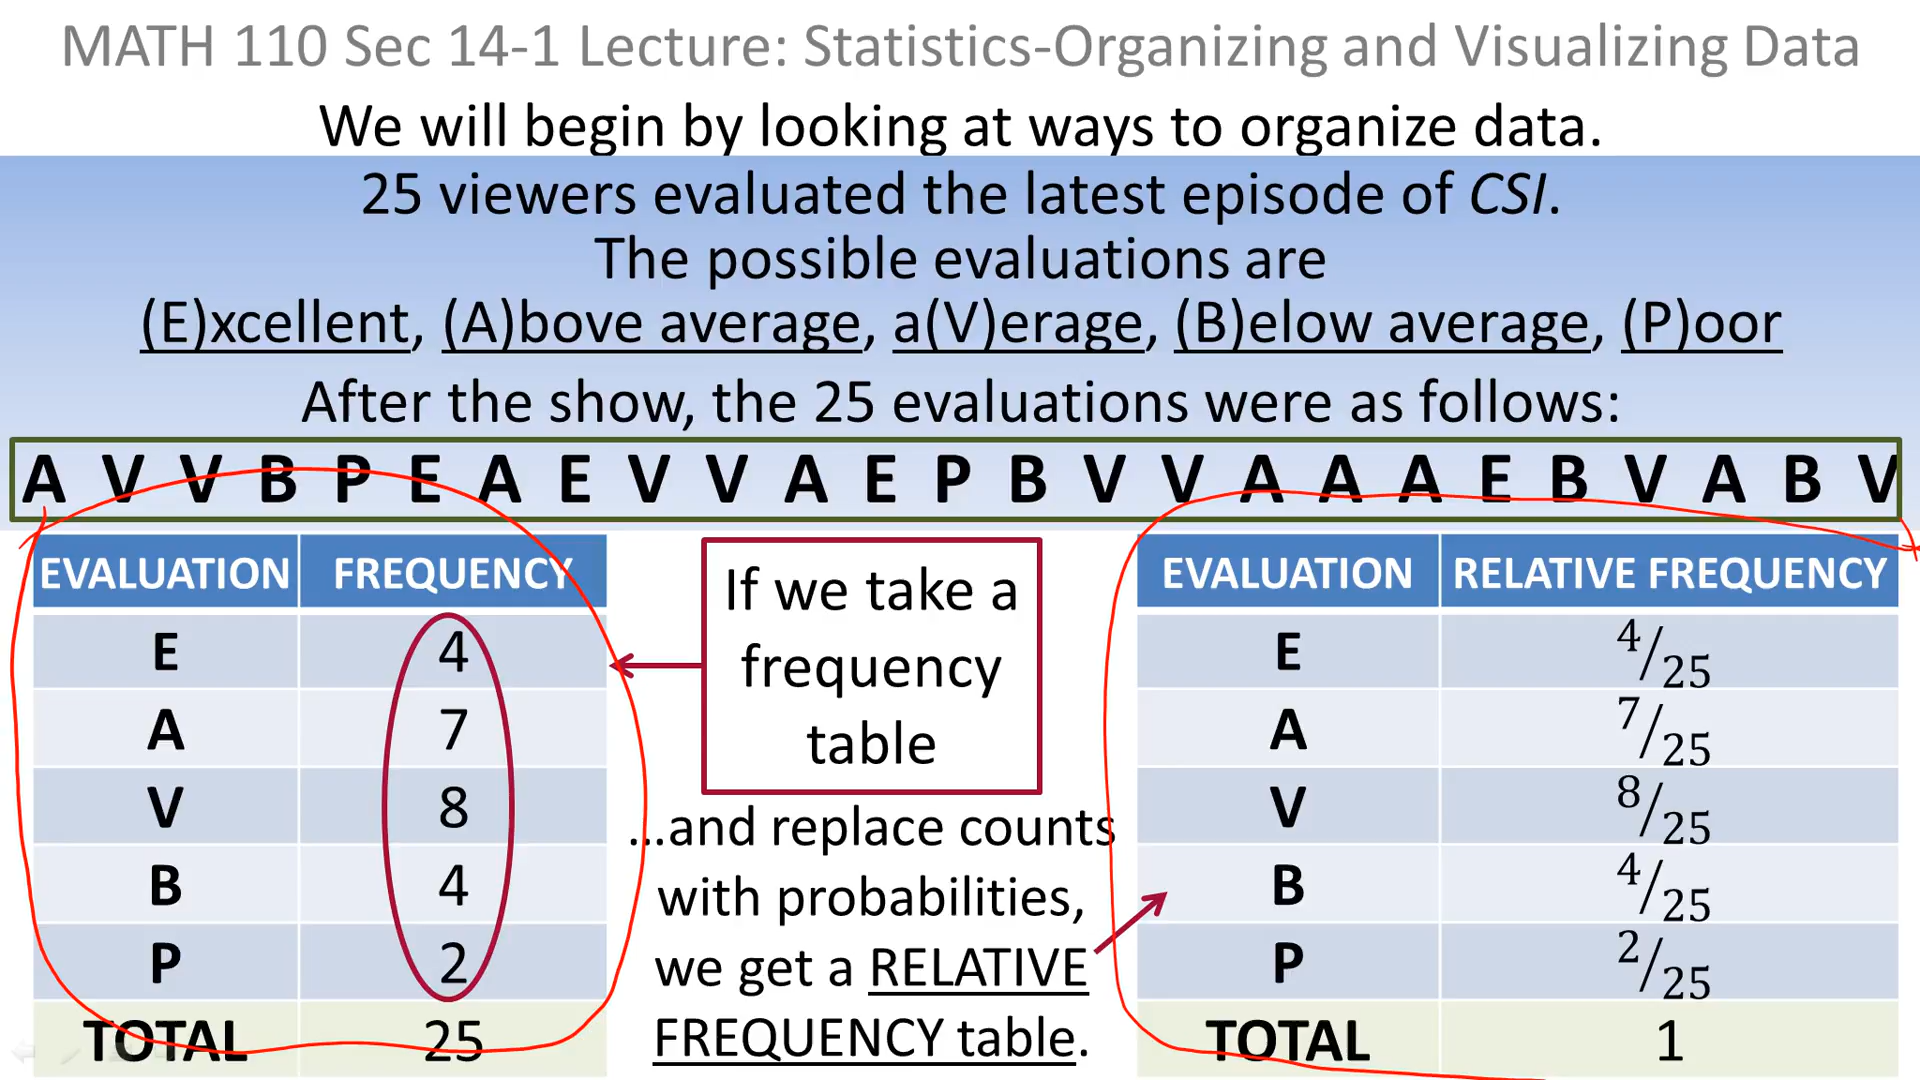 MATH 110 Sec 14-1 Lecture: Statistics-Organizing and Visualizing Data
We will begin by looking at ways to organize data.
25 viewers evaluated the latest episode of CSI.
The possible evaluations are
(E)xcellent, (A)bove average, a(V)erage, (B)elow average, (P)oor
After the show, the 25 evaluations were as follows:
A V V B P E A E V V A E P B V V A A A E B V A B V
EVALUATION FREQUENCY
E 4
A 7
V 8
B 4
P 2
TOTAL 25
If we take a
frequency
table
...and replace counts
with probabilities,
we get a RELATIVE
FREQUENCY table.
EVALUATION RELATIVE FREQUENCY
E 4/25
A 7/25
V 8/25
B 4/25
P 2/25
TOTAL 1